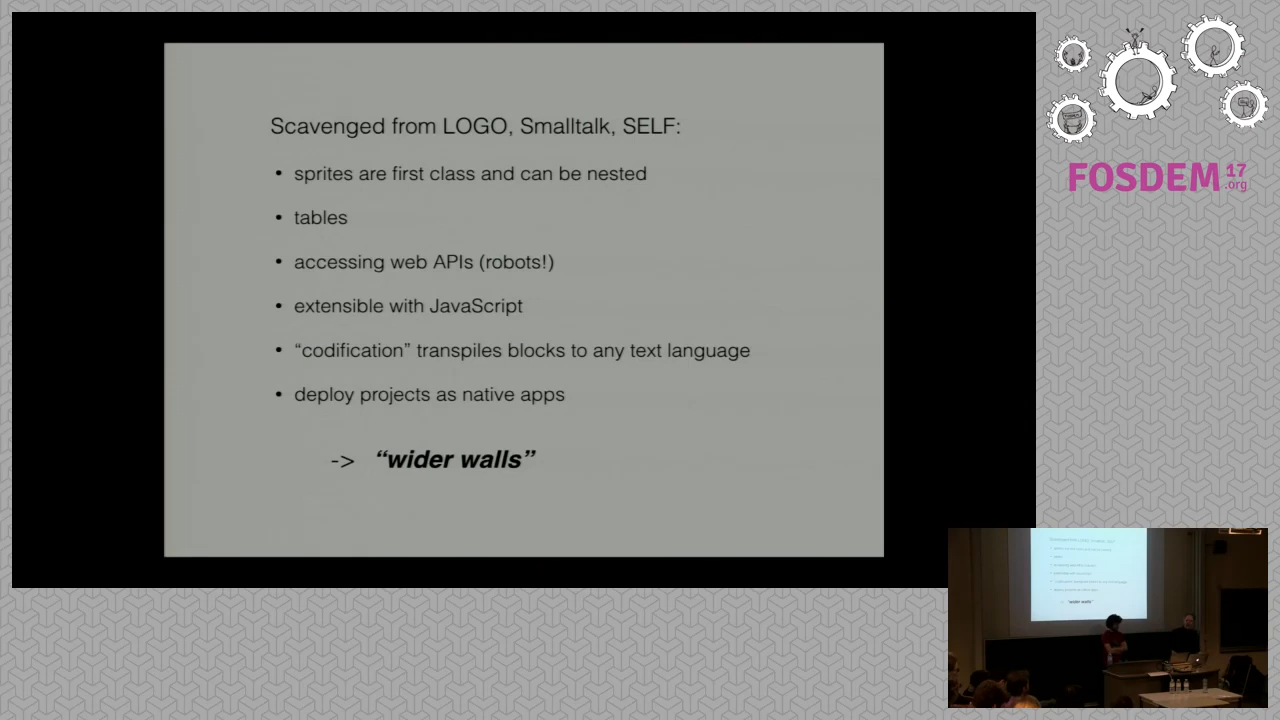 Scavenged from LOGO, Smalltalk, SELF:
• sprites are first class and can be nested
• tables
• accessing web APIs (robots!)
• extensible with JavaScript
• “codification” transpiles blocks to any text language
• deploy projects as native apps
-> “wider walls”
FOSDEM 17
.org
“wider walls”